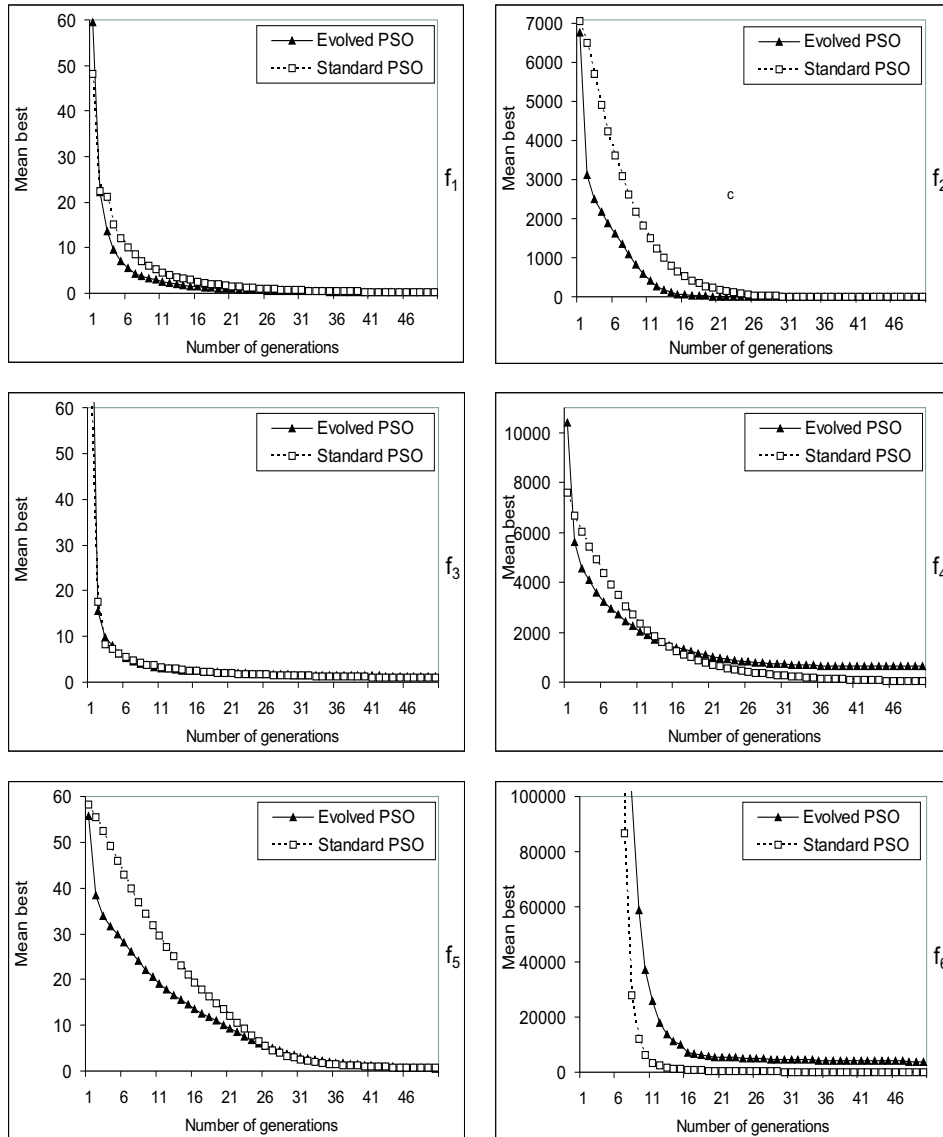 60
50
40
30
20
10
0
Mean best
Evolved PSO
Standard PSO
1 6 11 16 21 26 31 36 41 46
Number of generations
f1
7000
6000
5000
4000
3000
2000
1000
0
Mean best
Evolved PSO
Standard PSO
c
1 6 11 16 21 26 31 36 41 46
Number of generations
f2
60
50
40
30
20
10
0
Mean best
Evolved PSO
Standard PSO
1 6 11 16 21 26 31 36 41 46
Number of generations
f3
10000
8000
6000
4000
2000
0
Mean best
Evolved PSO
Standard PSO
1 6 11 16 21 26 31 36 41 46
Number of generations
f4
60
50
40
30
20
10
0
Mean best
Evolved PSO
Standard PSO
1 6 11 16 21 26 31 36 41 46
Number of generations
f5
100000
80000
60000
40000
20000
0
Mean best
Evolved PSO
Standard PSO
1 6 11 16 21 26 31 36 41 46
Number of generations
f6